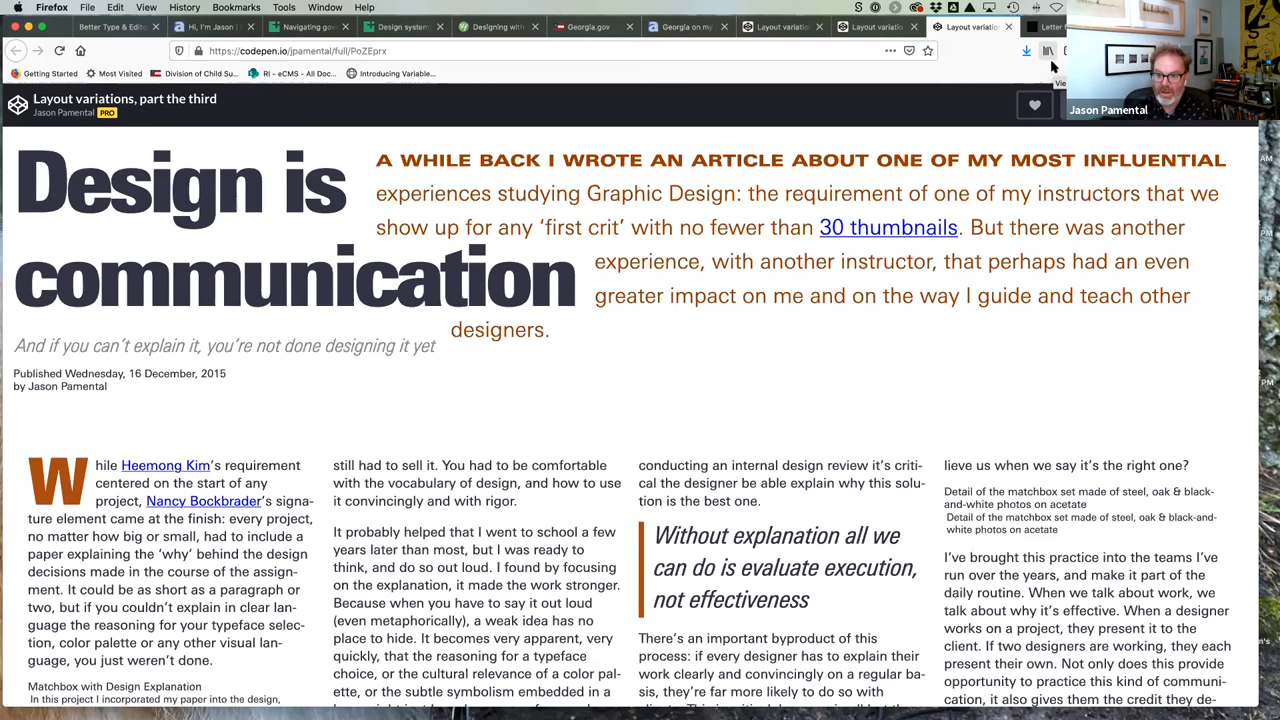 Firefox File Edit View History Bookmarks Tools Window Help
Better Type & Edite
Hi, I'm Jason
Navigating gove
Design system
Designing with
Georgia.gov
Georgia on my
Layout variation
Layout variation
Layout variation
Letter
https://codepen.io/jpamental/full/PoZEprx
Getting Started
Most Visited
Division of Child Su...
RI - eCMS - All Doc...
Introducing Variable...
Jason Pamental
Layout variations, part the third
Jason Pamental PRO
Design is
communication
A WHILE BACK I WROTE AN ARTICLE ABOUT ONE OF MY MOST INFLUENTIAL
experiences studying Graphic Design: the requirement of one of my instructors that we
show up for any ‘first crit’ with no fewer than 30 thumbnails. But there was another
experience, with another instructor, that perhaps had an even
greater impact on me and on the way I guide and teach other
designers.
And if you can’t explain it, you’re not done designing it yet
Published Wednesday, 16 December, 2015
by Jason Pamental
While Heemong Kim’s requirement
centered on the start of any
project, Nancy Bockbrader’s signa-
ture element came at the finish: every project,
no matter how big or small, had to include a
paper explaining the ‘why’ behind the design
decisions made in the course of the assign-
ment. It could be as short as a paragraph or
two, but if you couldn’t explain in clear lan-
guage the reasoning for your typeface selec-
tion, color palette or any other visual lan-
guage, you just weren’t done.
Matchbox with Design Explanation
In this project I incorporated my paper into the design,
still had to sell it. You had to be comfortable
with the vocabulary of design, and how to use
it convincingly and with rigor.
It probably helped that I went to school a few
years later than most, but I was ready to
think, and do so out loud. I found by focusing
on the explanation, it made the work stronger.
Because when you have to say it out loud
(even metaphorically), a weak idea has no
place to hide. It becomes very apparent, very
quickly, that the reasoning for a typeface
choice, or the cultural relevance of a color pal-
ette, or the subtle symbolism embedded in a
conducting an internal design review it’s criti-
cal the designer be able explain why this solu-
tion is the best one.
Without explanation all we
can do is evaluate execution,
not effectiveness
There’s an important byproduct of this
process: if every designer has to explain their
work clearly and convincingly on a regular ba-
sis, they’re far more likely to do so with
lieve us when we say it’s the right one?
Detail of the matchbox set made of steel, oak & black-
and-white photos on acetate
Detail of the matchbox set made of steel, oak & black-and-
white photos on acetate
I’ve brought this practice into the teams I’ve
run over the years, and make it part of the
daily routine. When we talk about work, we
talk about why it’s effective. When a designer
works on a project, they present it to the
client. If two designers are working, they each
present their own. Not only does this provide
opportunity to practice this kind of communi-
cation, it also gives them the credit they de-